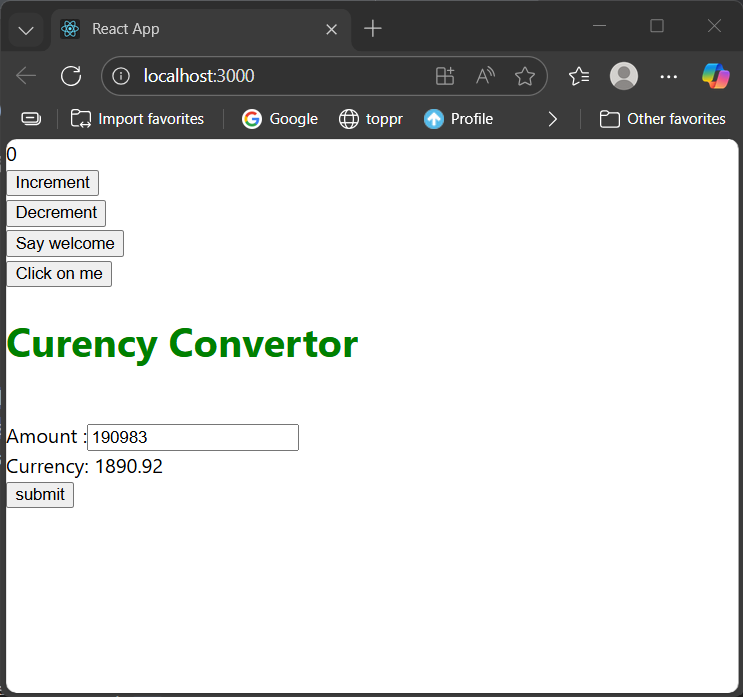 React App
localhost:3000
Import favorites Google toppr Profile Other favorites
0
Increment
Decrement
Say welcome
Click on me
Curency Convertor
Amount :190983
Currency: 1890.92
submit